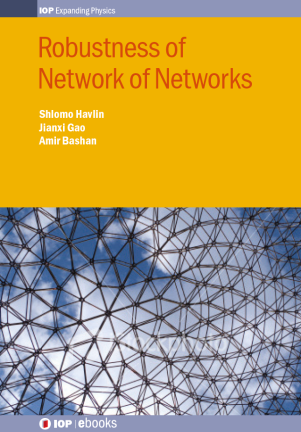 IOP Expanding Physics
Robustness of
Network of Networks
Shlomo Havlin
Jianxi Gao
Amir Bashan
IOP | ebooks